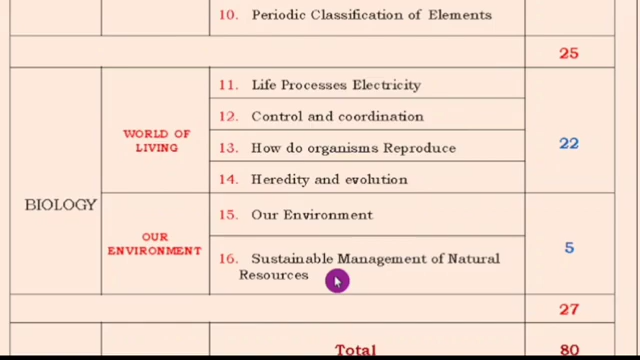 10. Periodic Classification of Elements
25
BIOLOGY
WORLD OF
LIVING
11. Life Processes Electricity
12. Control and coordination
13. How do organisms Reproduce
14. Heredity and evolution
22
OUR
ENVIRONMENT
15. Our Environment
16. Sustainable Management of Natural
Resources
5
27
Total
80